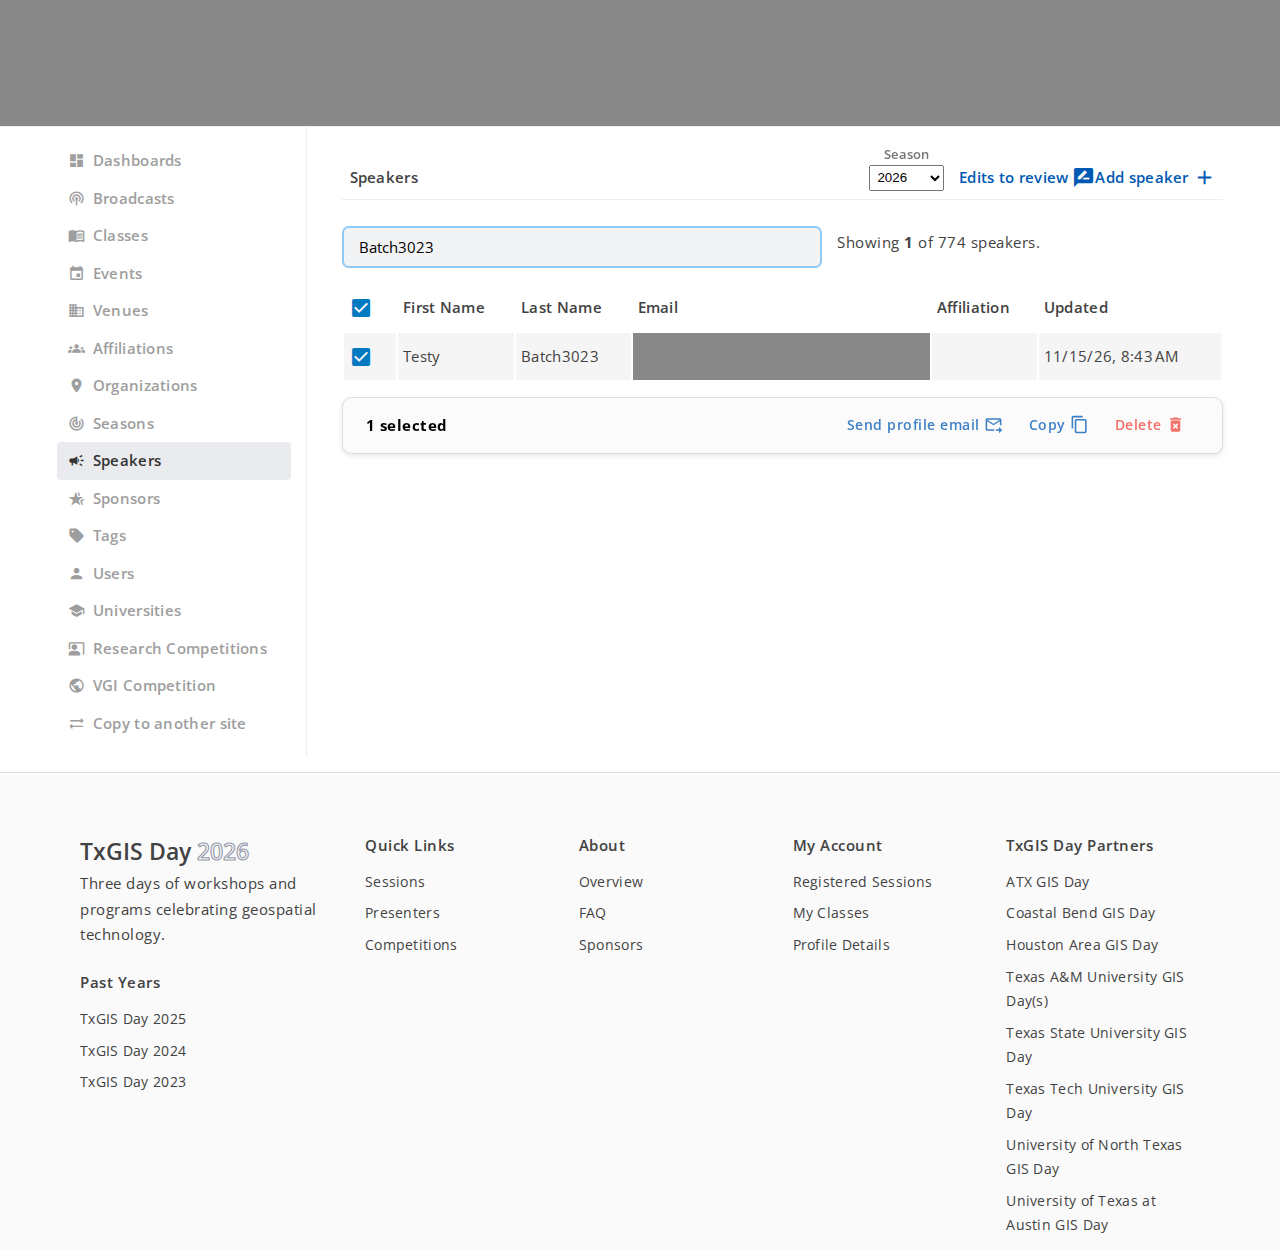 Dashboards
Broadcasts
Classes
Events
Venues
Affiliations
Organizations
Seasons
Speakers
Sponsors
Tags
Users
Universities
Research Competitions
VGI Competition
Copy to another site
Speakers
Season
2026
Edits to review
Add speaker
Batch3023
Showing 1 of 774 speakers.
First Name Last Name Email Affiliation Updated
Testy Batch3023 11/15/26, 8:43 AM
1 selected
Send profile email
Copy
Delete
TxGIS Day 2026
Three days of workshops and
programs celebrating geospatial
technology.
Past Years
TxGIS Day 2025
TxGIS Day 2024
TxGIS Day 2023
Quick Links
Sessions
Presenters
Competitions
About
Overview
FAQ
Sponsors
My Account
Registered Sessions
My Classes
Profile Details
TxGIS Day Partners
ATX GIS Day
Coastal Bend GIS Day
Houston Area GIS Day
Texas A&M University GIS
Day(s)
Texas State University GIS
Day
Texas Tech University GIS
Day
University of North Texas
GIS Day
University of Texas at
Austin GIS Day